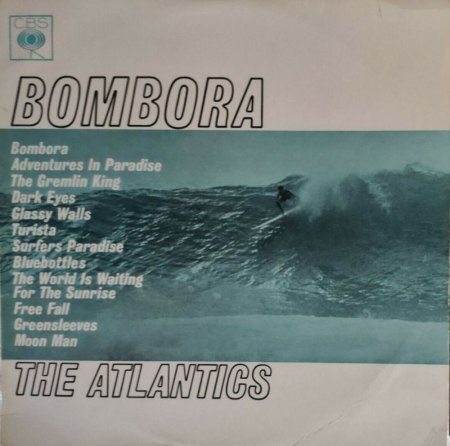 CBS
BOMBORA
Bombora
Adventures In Paradise
The Gremlin King
Dark Eyes
Glassy Walls
Turista
Surfers Paradise
Bluebottles
The World Is Waiting
For The Sunrise
Free Fall
Greensleeves
Moon Man
THE ATLANTICS